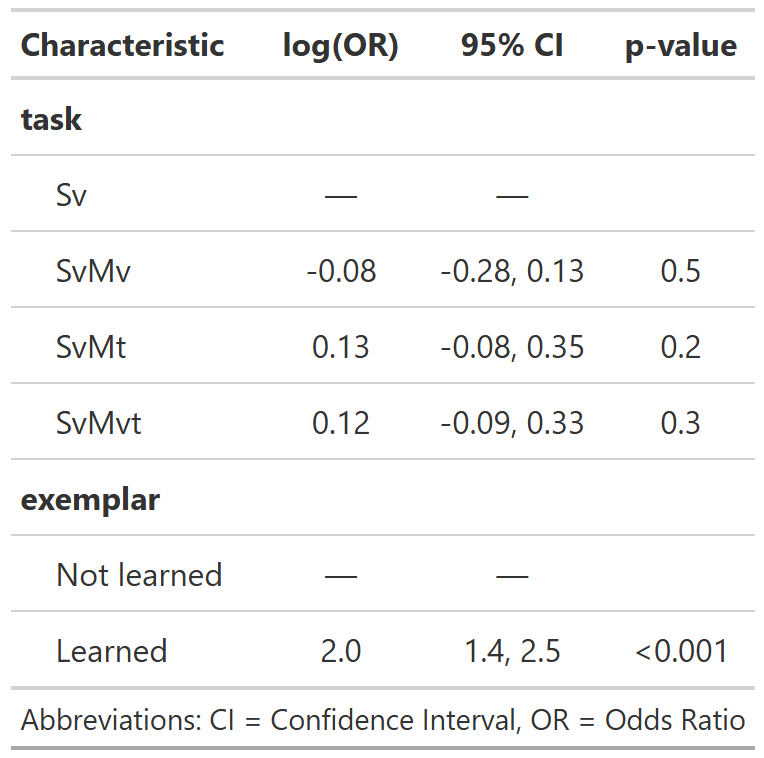 Characteristic log(OR) 95% CI p-value
task
Sv — —
SvMv -0.08 -0.28, 0.13 0.5
SvMt 0.13 -0.08, 0.35 0.2
SvMvt 0.12 -0.09, 0.33 0.3
exemplar
Not learned — —
Learned 2.0 1.4, 2.5 <0.001
Abbreviations: CI = Confidence Interval, OR = Odds Ratio